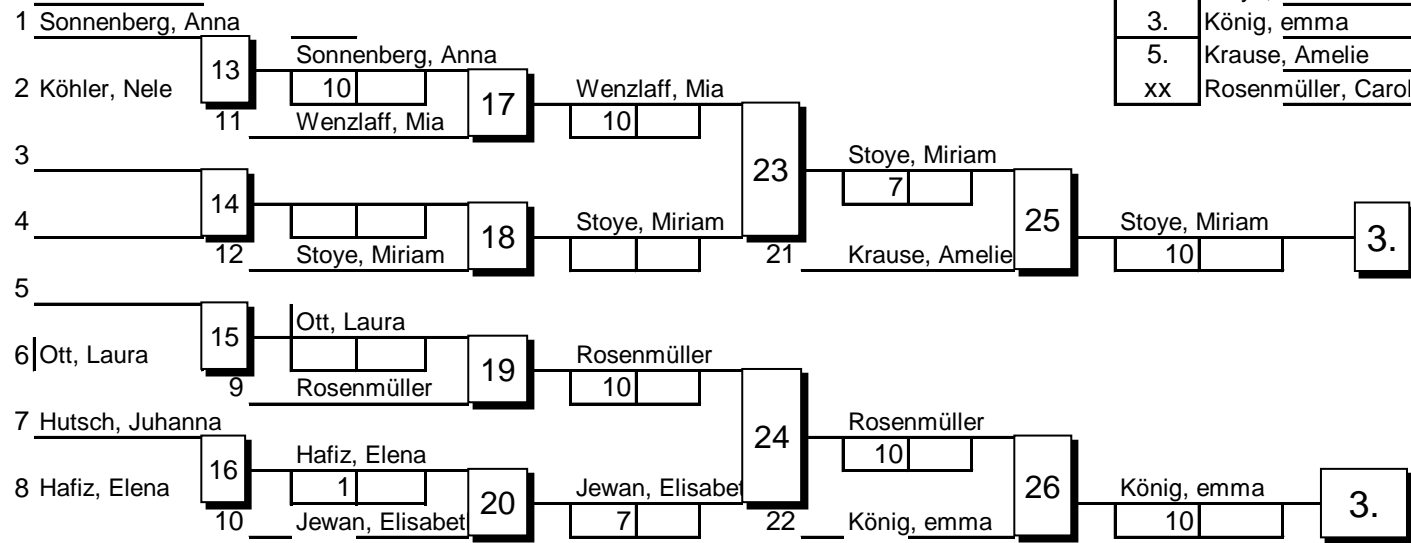 1 Sonnenberg, Anna
3. König, emma
13 Sonnenberg, Anna
5. Krause, Amelie
2 Köhler, Nele
10
17
Wenzlaff, Mia
xx Rosenmüller, Carol
11 Wenzlaff, Mia
10
3
23
Stoye, Miriam
14
7
25
4
18
Stoye, Miriam
Stoye, Miriam
3.
12 Stoye, Miriam
21 Krause, Amelie
10
5
15
Ott, Laura
6 Ott, Laura
19
Rosenmüller
9 Rosenmüller
10
7 Hutsch, Juhanna
24
Rosenmüller
16
Hafiz, Elena
10
8 Hafiz, Elena
1
20
Jewan, Elisabet
26
König, emma
3.
10 Jewan, Elisabet
7
22 König, emma
10